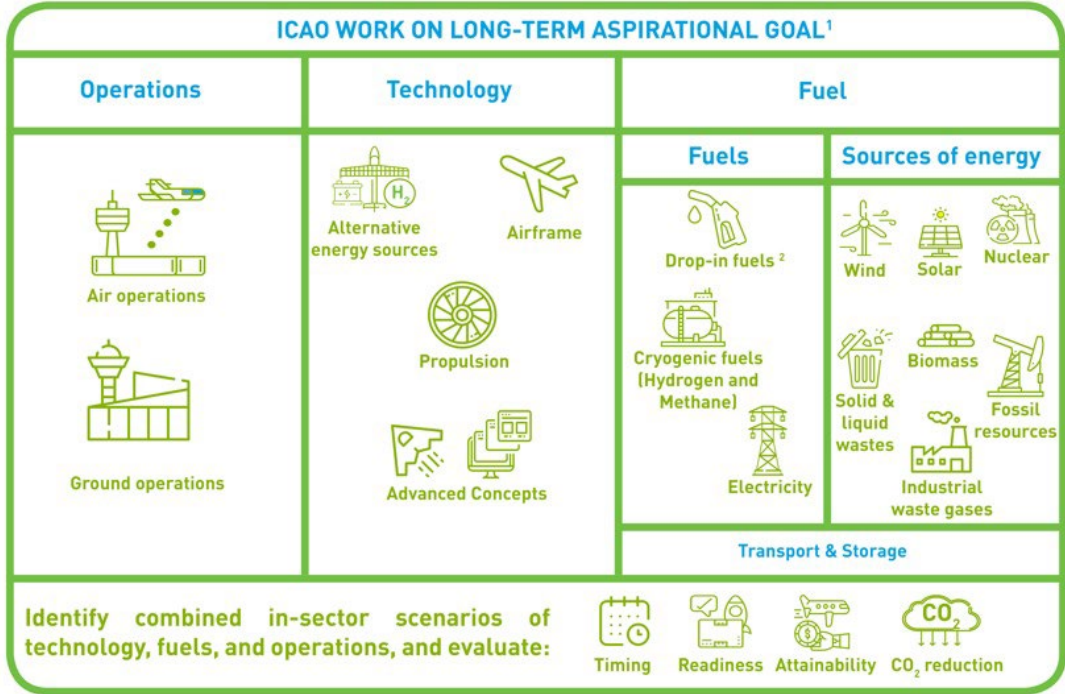 ICAO WORK ON LONG-TERM ASPIRATIONAL GOAL¹
Operations
Air operations
Ground operations
Technology
H₂
Alternative
energy sources
Airframe
Propulsion
Advanced Concepts
Fuel
Fuels
Drop-in fuels ²
Cryogenic fuels
(Hydrogen and
Methane)
Electricity
Sources of energy
Wind
Solar
Nuclear
Solid &
liquid
wastes
Biomass
Fossil
resources
Industrial
waste gases
Transport & Storage
Identify combined in-sector scenarios of
technology, fuels, and operations, and evaluate:
Timing
Readiness
$
Attainability
CO₂
CO₂ reduction